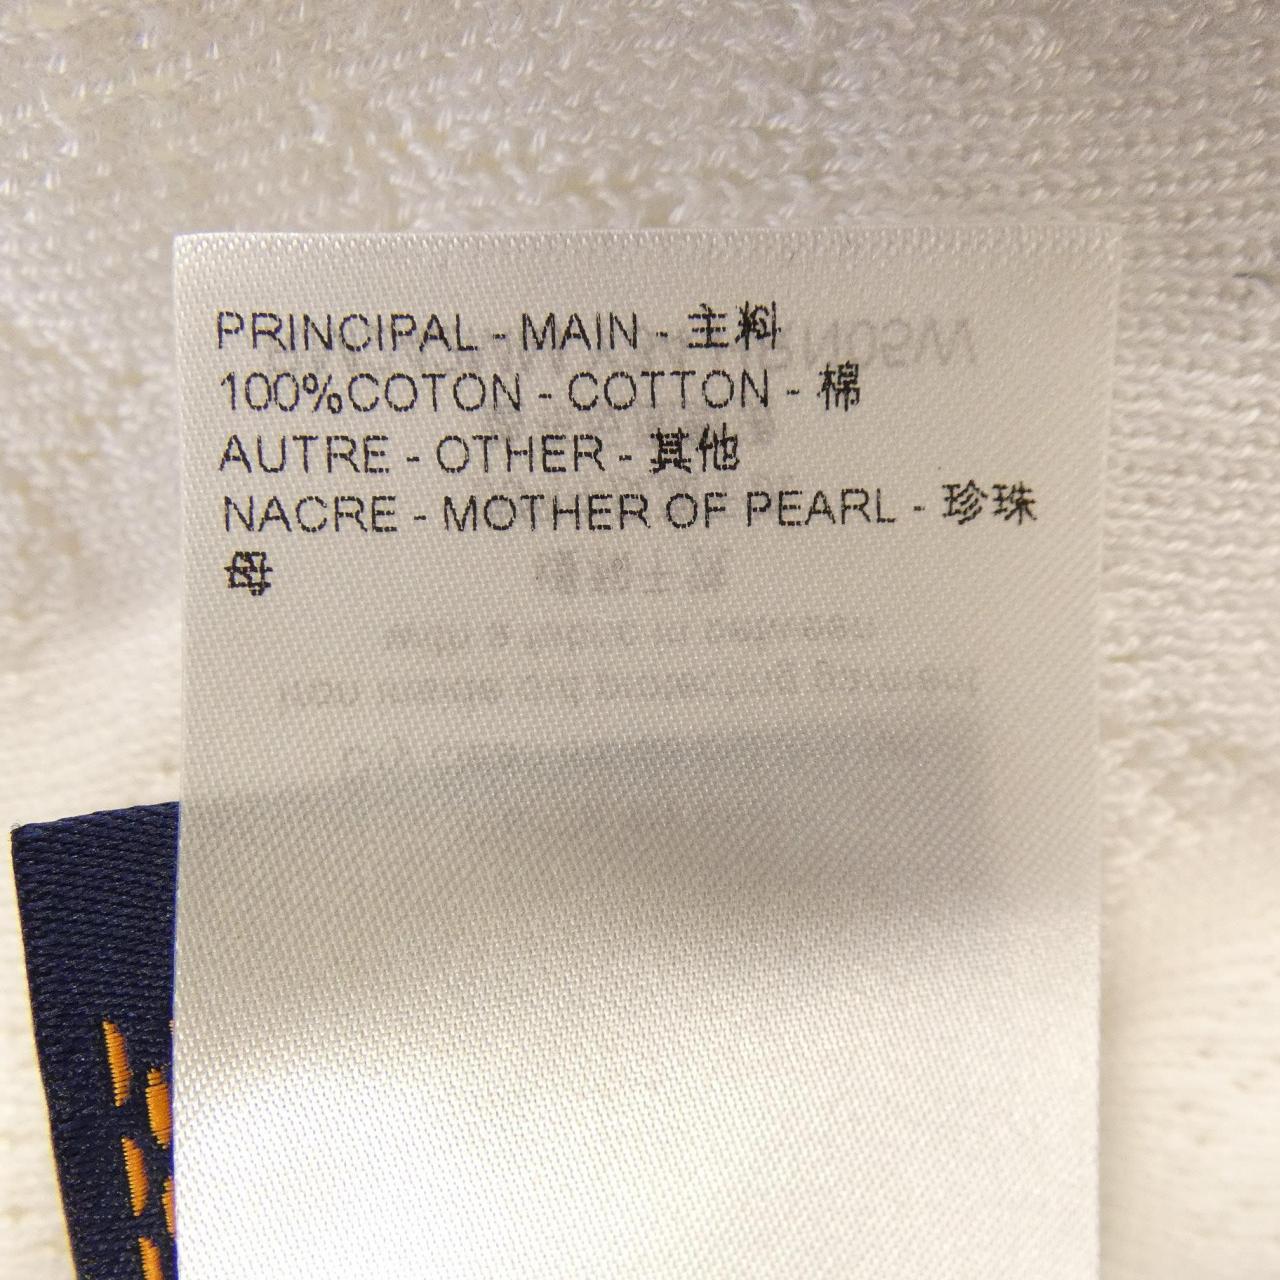 PRINCIPAL - MAIN - 主料
100%COTON - COTTON - 棉
AUTRE - OTHER - 其他
NACRE - MOTHER OF PEARL - 珍珠
母